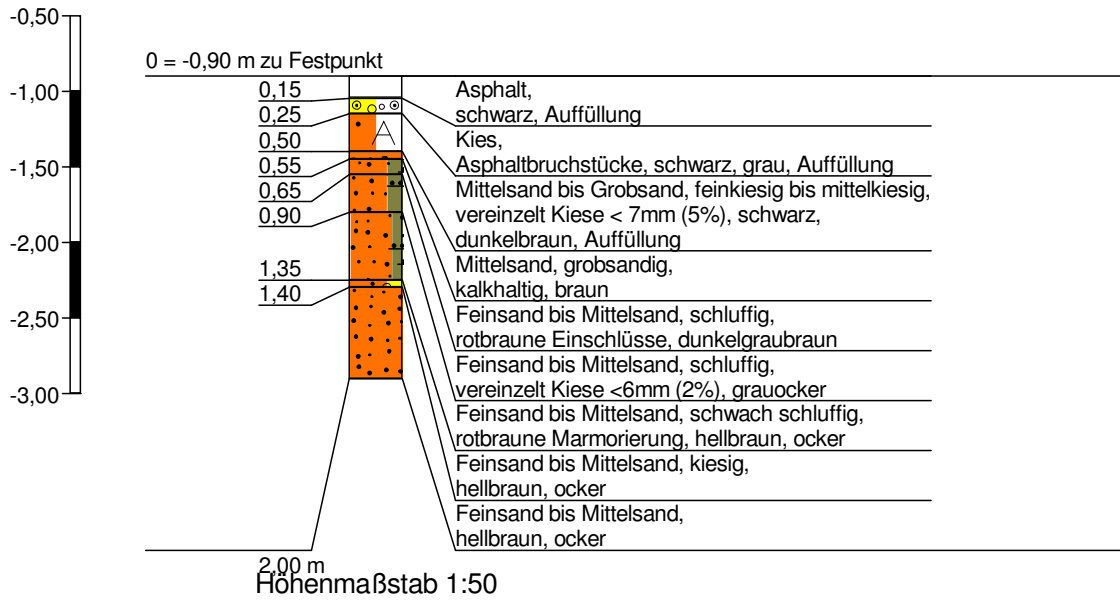 -0,50
0 = -0,90 m zu Festpunkt
-1,00
-1,50
-2,00
-2,50
-3,00
0,15
0,25
0,50
0,55
0,65
0,90
1,35
1,40
2,00 m
A
Asphalt,
schwarz, Auffüllung
Kies,
Asphaltbruchstücke, schwarz, grau, Auffüllung
Mittelsand bis Grobsand, feinkiesig bis mittelkiesig,
vereinzelt Kiese < 7mm (5%), schwarz,
dunkelbraun, Auffüllung
Mittelsand, grobsandig,
kalkhaltig, braun
Feinsand bis Mittelsand, schluffig,
rotbraune Einschlüsse, dunkelgraubraun
Feinsand bis Mittelsand, schluffig,
vereinzelt Kiese <6mm (2%), grauocker
Feinsand bis Mittelsand, schwach schluffig,
rotbraune Marmorierung, hellbraun, ocker
Feinsand bis Mittelsand, kiesig,
hellbraun, ocker
Feinsand bis Mittelsand,
hellbraun, ocker
Höhenmaßstab 1:50